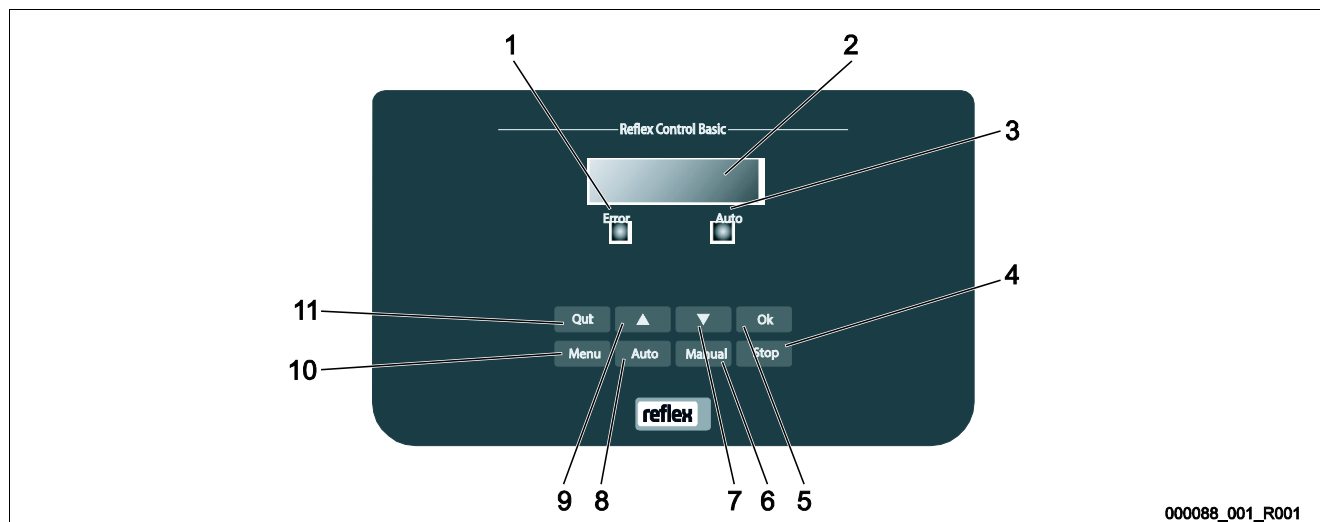 1 2
Reflex Control Basic
3
Error Auto
4
11 Qut ▲ ▼ Ok
10 Menu Auto Manual Stop
reflex
9 8 7 6 5
000088_001_R001